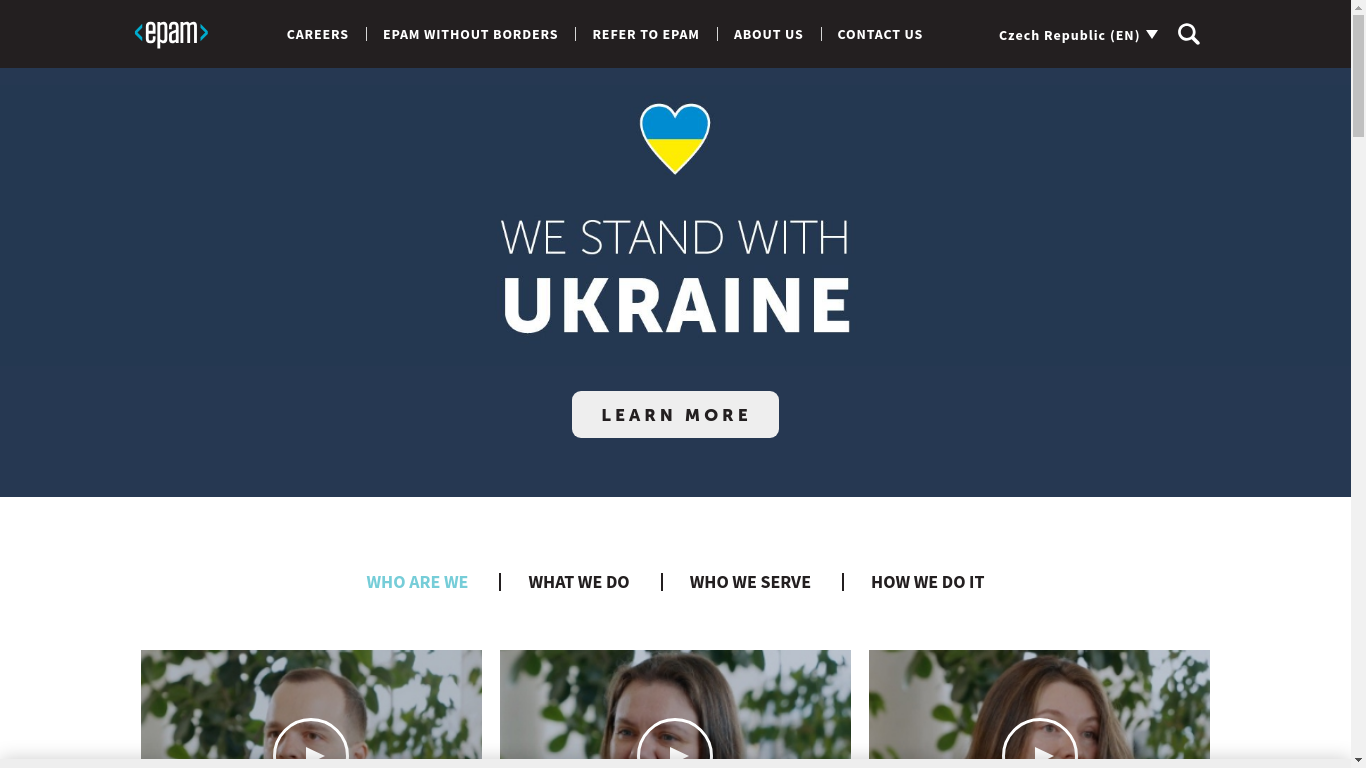 <epam>
CAREERS
EPAM WITHOUT BORDERS
REFER TO EPAM
ABOUT US
CONTACT US
Czech Republic (EN)
WE STAND WITH
UKRAINE
LEARN MORE
WHO ARE WE
WHAT WE DO
WHO WE SERVE
HOW WE DO IT